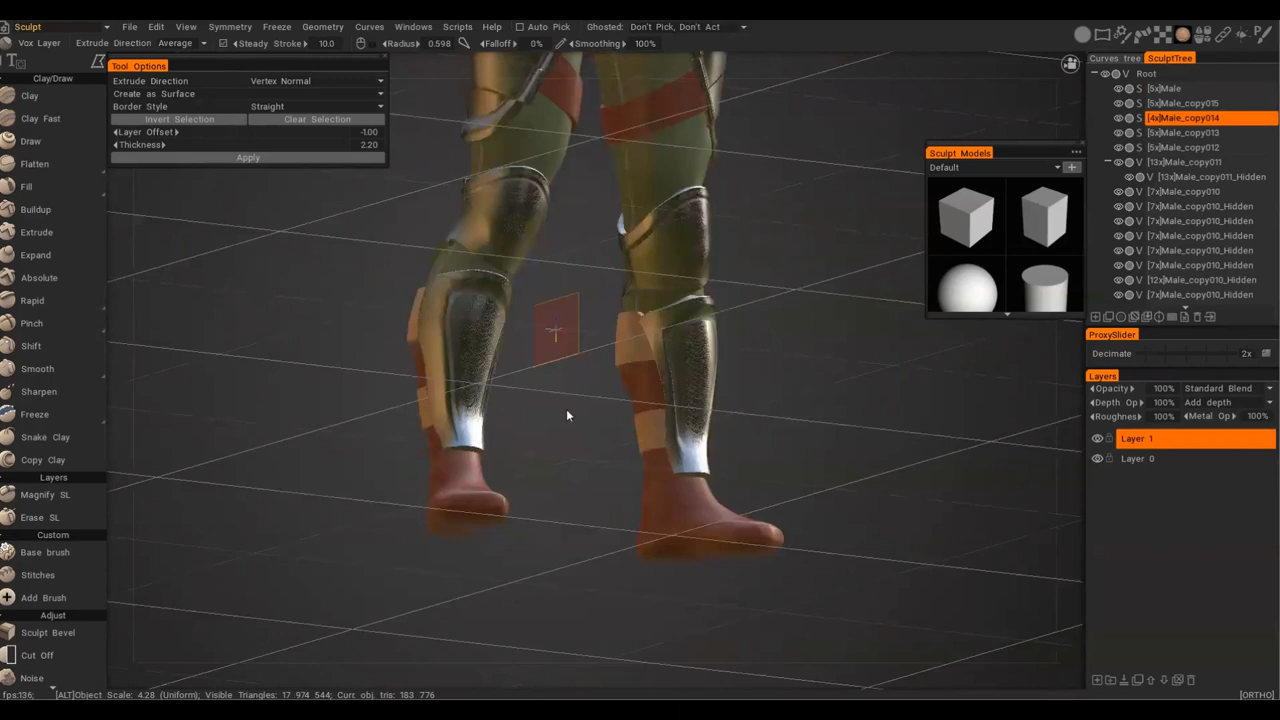 Sculpt File Edit View Symmetry Freeze Geometry Curves Windows Scripts Help Auto Pick Ghosted: Don't Pick, Don't Act
Vox Layer Extrude Direction Average Steady Stroke 10.0 Radius 0.598 Falloff 0% Smoothing 100%
Clay/Draw
Clay
Clay Fast
Draw
Flatten
Fill
Buildup
Extrude
Expand
Absolute
Rapid
Pinch
Shift
Smooth
Sharpen
Freeze
Snake Clay
Copy Clay
Layers
Magnify SL
Erase SL
Custom
Base brush
Stitches
Add Brush
Adjust
Sculpt Bevel
Cut Off
Noise
Tool Options
Extrude Direction Vertex Normal
Create as Surface
Border Style Straight
Invert Selection Clear Selection
Layer Offset -1.00
Thickness 2.20
Apply
Sculpt Models
Default
Curves tree SculptTree
V Root
S [5x]Male
S [5x]Male_copy015
S [4x]Male_copy014
S [5x]Male_copy013
S [5x]Male_copy012
V [13x]Male_copy011
V [13x]Male_copy011_Hidden
V [7x]Male_copy010
V [7x]Male_copy010_Hidden
V [7x]Male_copy010_Hidden
V [7x]Male_copy010_Hidden
V [7x]Male_copy010_Hidden
V [7x]Male_copy010_Hidden
V [12x]Male_copy010_Hidden
V [7x]Male_copy010_Hidden
ProxySlider
Decimate 2x
Layers
Opacity 100% Standard Blend
Depth Op 100% Add depth
Roughnes 100% Metal Op 100%
Layer 1
Layer 0
fps:136; [ALT]Object Scale: 4.28 (Uniform); Visible Triangles: 17 974 544; Curr. obj. tris: 183 776 [ORTHO]